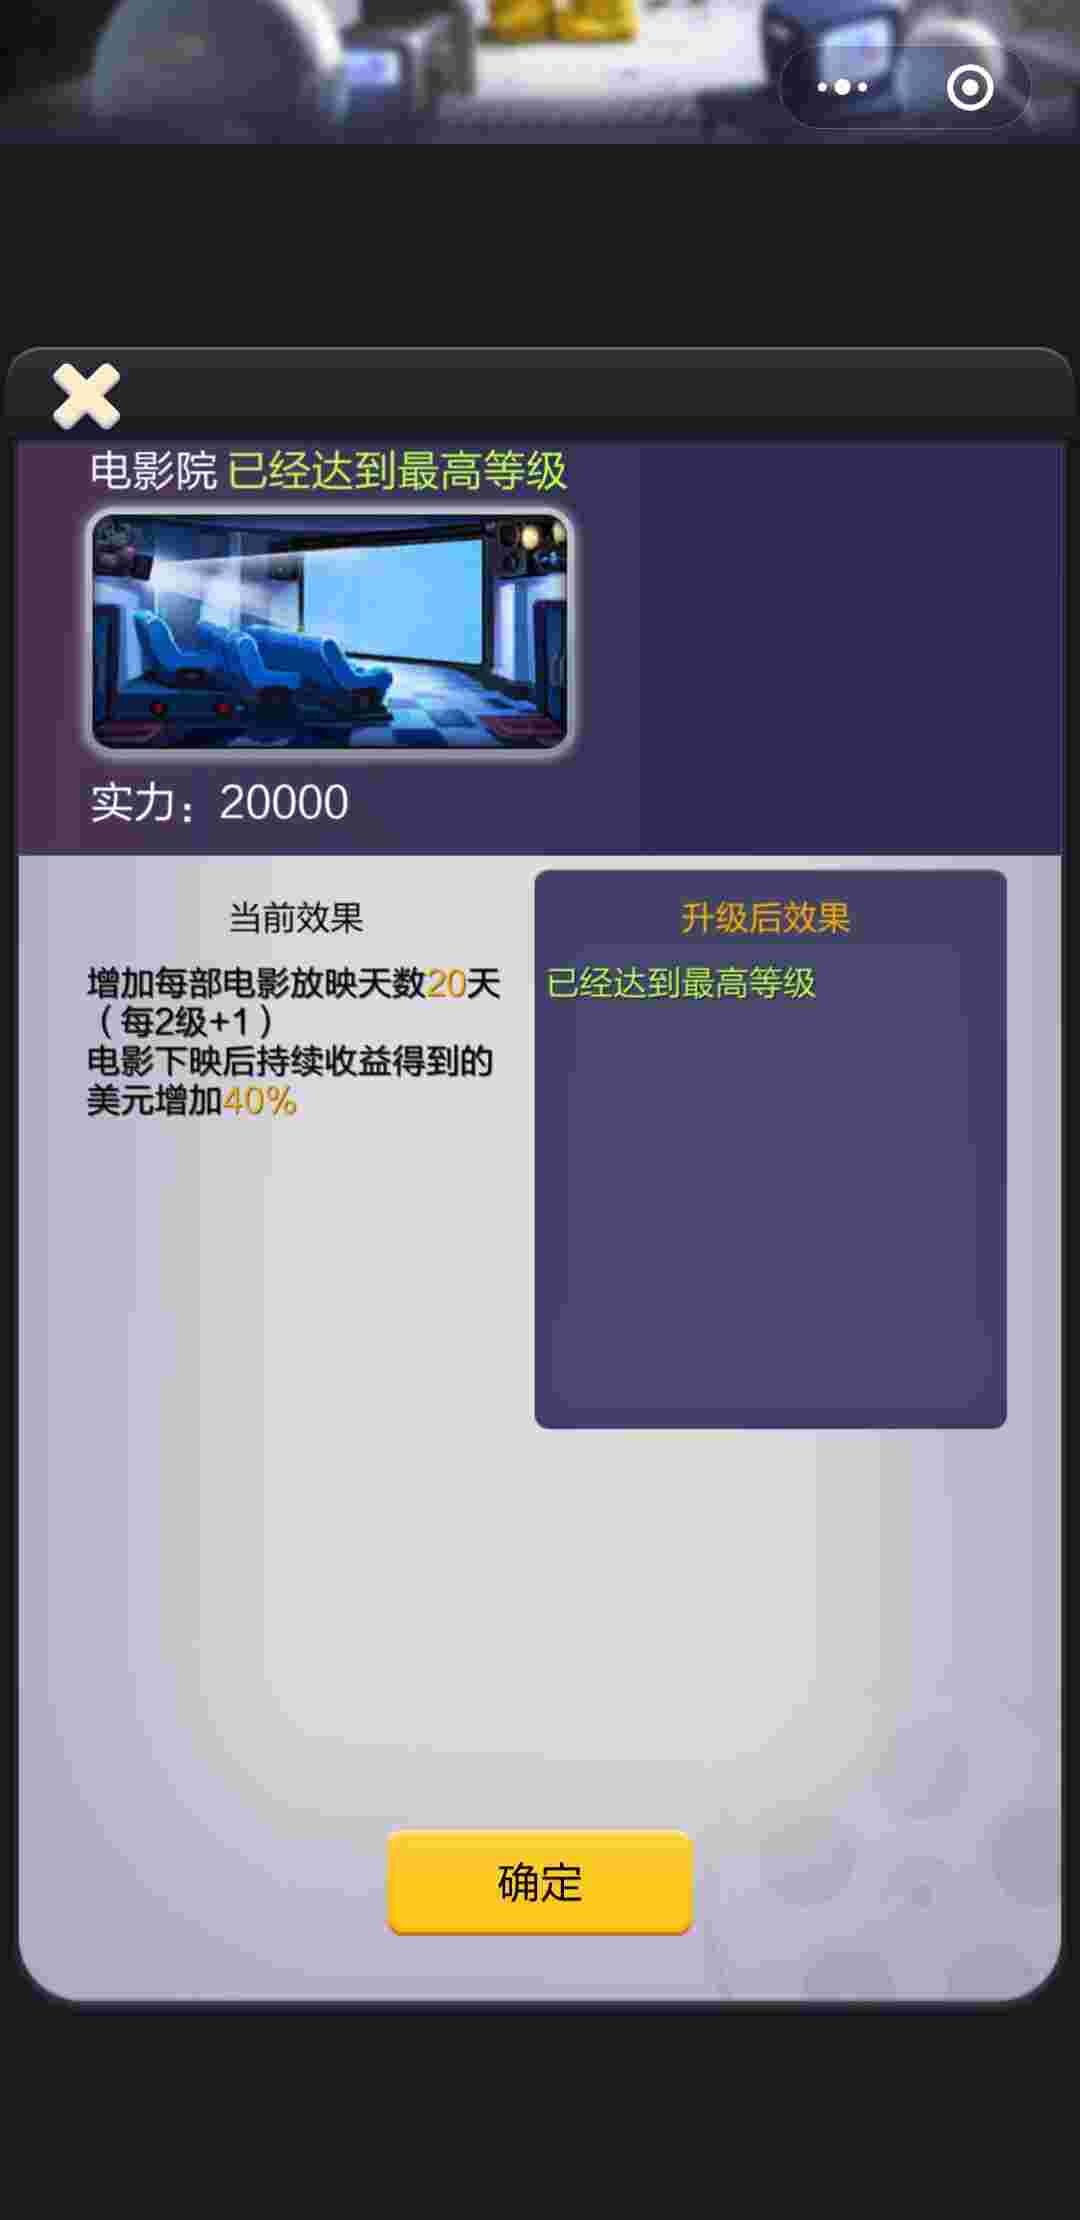 电影院 已经达到最高等级
实力：20000
当前效果
增加每部电影放映天数20天
（每2级+1）
电影下映后持续收益得到的
美元增加40%
升级后效果
已经达到最高等级
确定